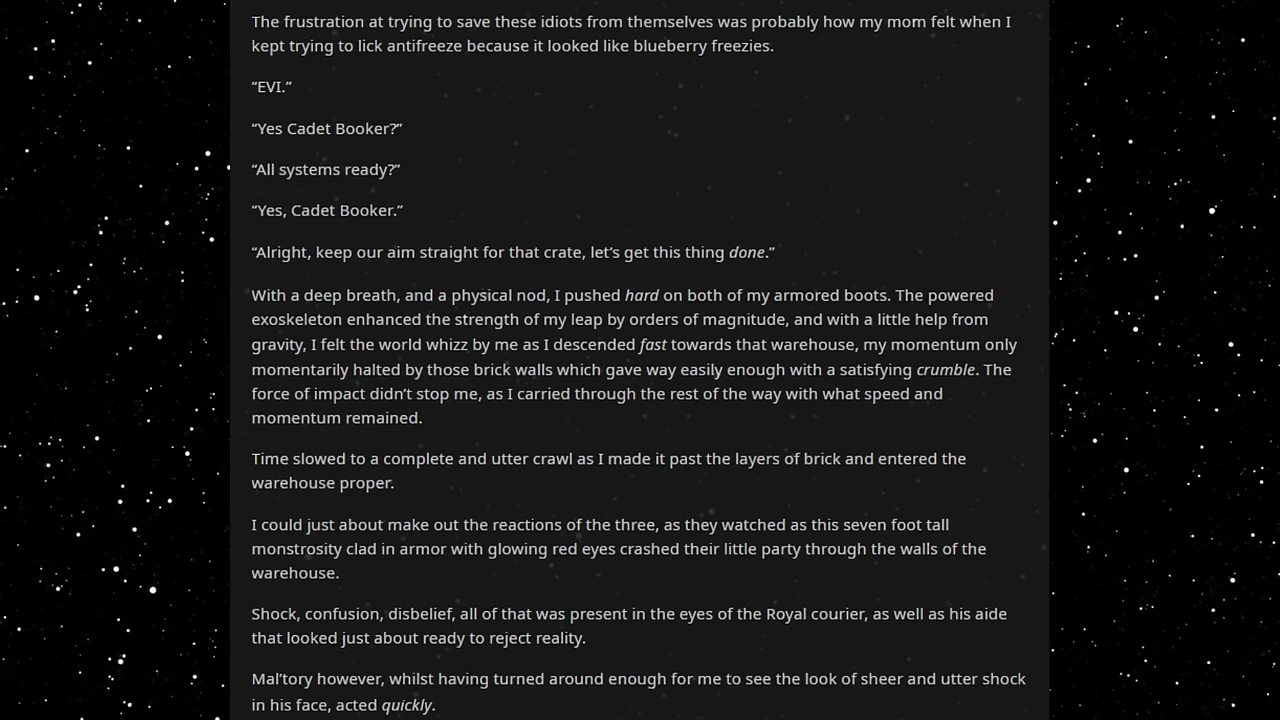 The frustration at trying to save these idiots from themselves was probably how my mom felt when I
kept trying to lick antifreeze because it looked like blueberry freezies.
“EVI.”
“Yes Cadet Booker?”
“All systems ready?”
“Yes, Cadet Booker.”
“Alright, keep our aim straight for that crate, let’s get this thing done.”
With a deep breath, and a physical nod, I pushed hard on both of my armored boots. The powered
exoskeleton enhanced the strength of my leap by orders of magnitude, and with a little help from
gravity, I felt the world whizz by me as I descended fast towards that warehouse, my momentum only
momentarily halted by those brick walls which gave way easily enough with a satisfying crumble. The
force of impact didn’t stop me, as I carried through the rest of the way with what speed and
momentum remained.
Time slowed to a complete and utter crawl as I made it past the layers of brick and entered the
warehouse proper.
I could just about make out the reactions of the three, as they watched as this seven foot tall
monstrosity clad in armor with glowing red eyes crashed their little party through the walls of the
warehouse.
Shock, confusion, disbelief, all of that was present in the eyes of the Royal courier, as well as his aide
that looked just about ready to reject reality.
Mal’tory however, whilst having turned around enough for me to see the look of sheer and utter shock
in his face, acted quickly.